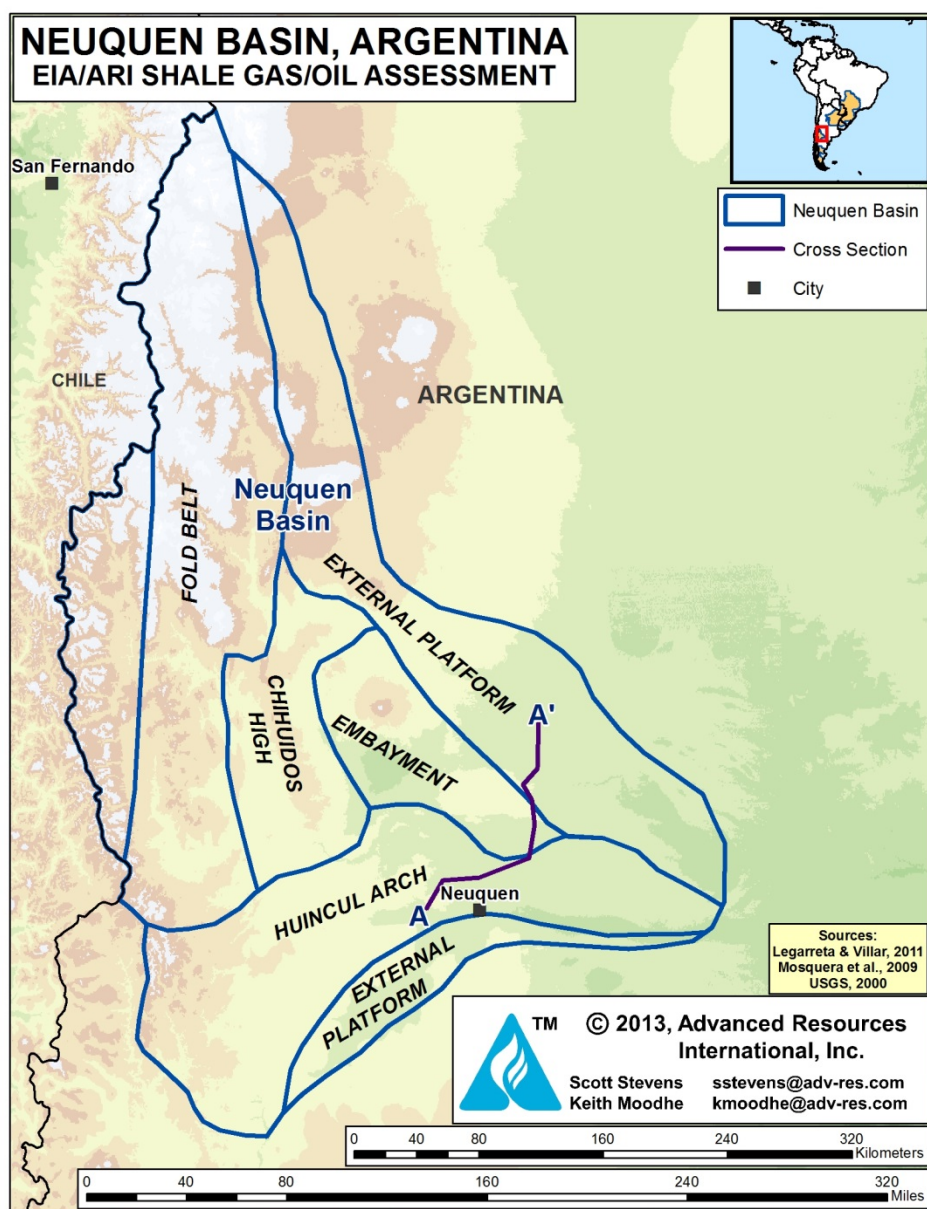 NEUQUEN BASIN, ARGENTINA
EIA/ARI SHALE GAS/OIL ASSESSMENT
San Fernando
Neuquen Basin
Cross Section
City
CHILE
ARGENTINA
FOLD BELT
Neuquen
Basin
EXTERNAL PLATFORM
CHIHUIDOS
HIGH
EMBAYMENT
A'
HUINCUL ARCH
Neuquen
A
EXTERNAL
PLATFORM
Sources:
Legarreta & Villar, 2011
Mosquera et al., 2009
USGS, 2000
TM
© 2013, Advanced Resources
International, Inc.
Scott Stevens sstevens@adv-res.com
Keith Moodhe kmoodhe@adv-res.com
0 40 20 80 160 240 320
Kilometers
0 40 80 160 240 320
Miles